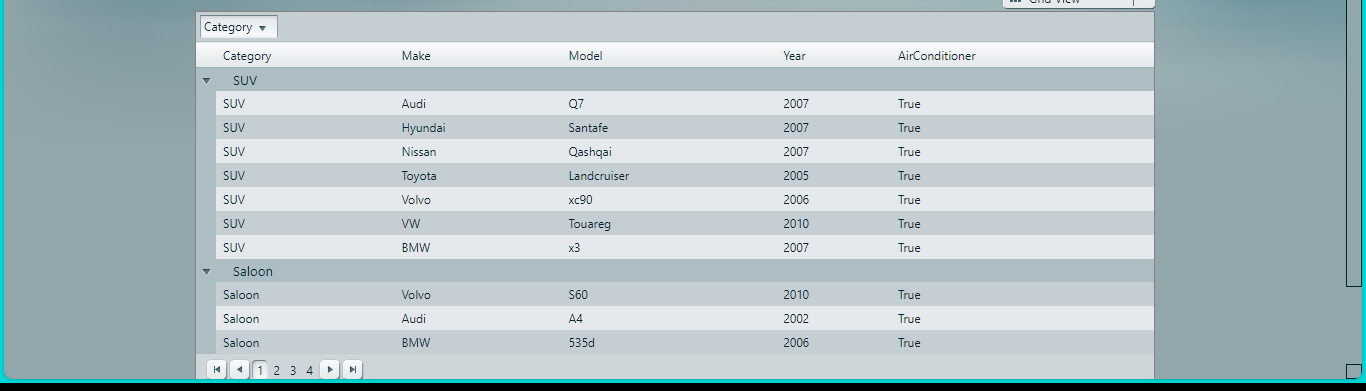 Grid View
Category
Category Make Model Year AirConditioner
SUV
SUV Audi Q7 2007 True
SUV Hyundai Santafe 2007 True
SUV Nissan Qashqai 2007 True
SUV Toyota Landcruiser 2005 True
SUV Volvo xc90 2006 True
SUV VW Touareg 2010 True
SUV BMW x3 2007 True
Saloon
Saloon Volvo S60 2010 True
Saloon Audi A4 2002 True
Saloon BMW 535d 2006 True
1 2 3 4